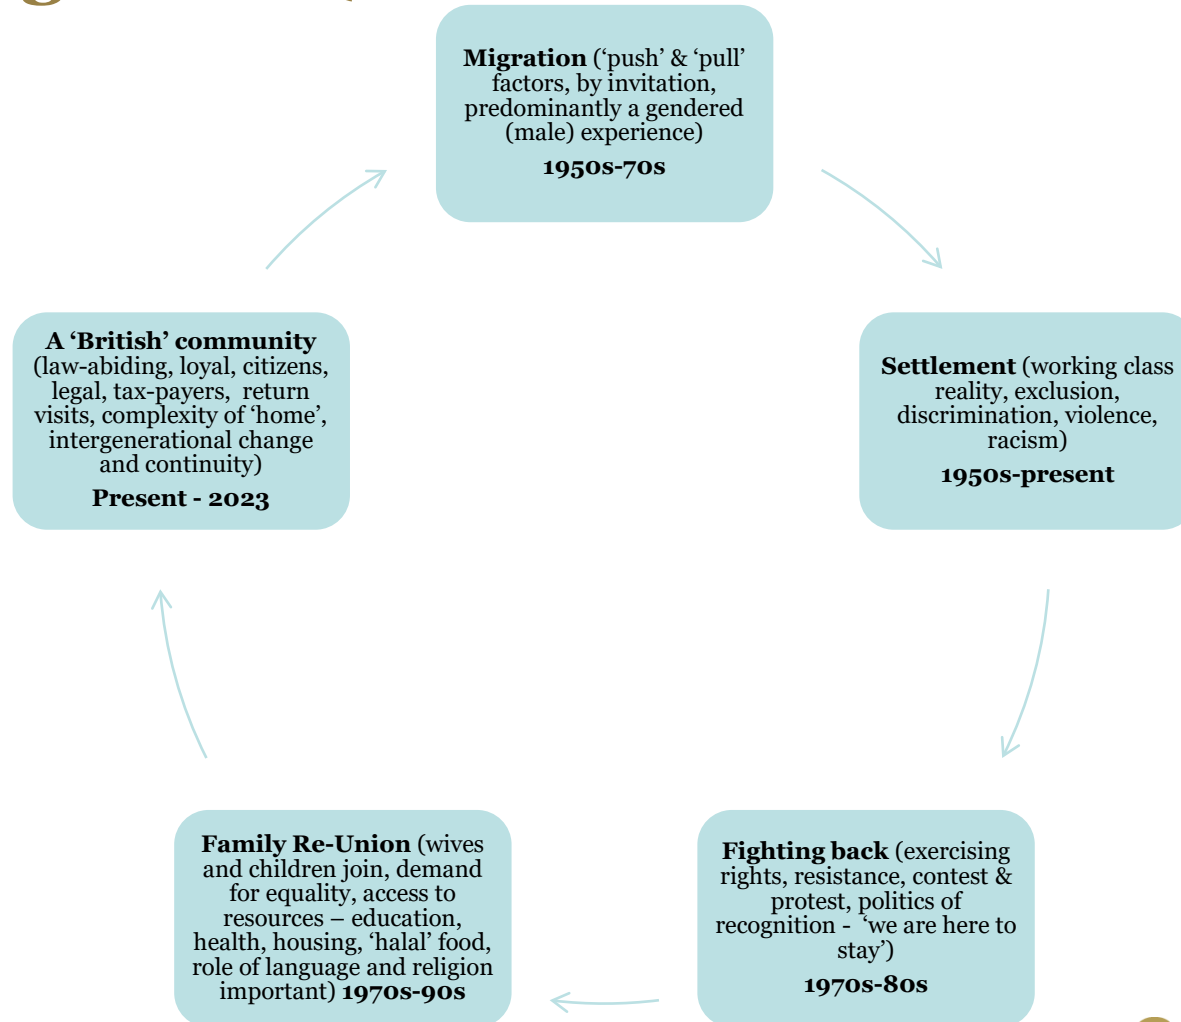 Migration (‘push’ & ‘pull’
factors, by invitation,
predominantly a gendered
(male) experience)
1950s-70s
Settlement (working class
reality, exclusion,
discrimination, violence,
racism)
1950s-present
Fighting back (exercising
rights, resistance, contest &
protest, politics of
recognition - ‘we are here to
stay’)
1970s-80s
Family Re-Union (wives
and children join, demand
for equality, access to
resources – education,
health, housing, ‘halal’ food,
role of language and religion
important) 1970s-90s
A ‘British’ community
(law-abiding, loyal, citizens,
legal, tax-payers, return
visits, complexity of ‘home’,
intergenerational change
and continuity)
Present - 2023